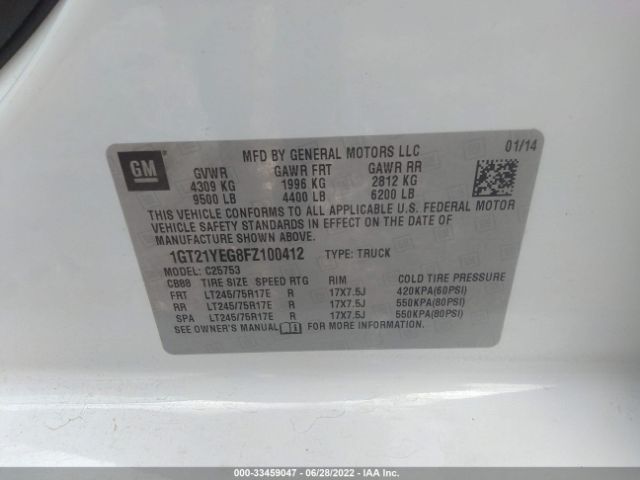 GM
MFD BY GENERAL MOTORS LLC
01/14
GVWR GAWR FRT GAWR RR
4309 KG 1996 KG 2812 KG
9500 LB 4400 LB 6200 LB
THIS VEHICLE CONFORMS TO ALL APPLICABLE U.S. FEDERAL MOTOR
VEHICLE SAFETY STANDARDS IN EFFECT ON THE DATE OF
MANUFACTURE SHOWN ABOVE.
1GT21YEG8FZ100412 TYPE: TRUCK
MODEL: C25753
CB88 TIRE SIZE SPEED RTG RIM COLD TIRE PRESSURE
FRT LT245/75R17E R 17X7.5J 420KPA(60PSI)
RR LT245/75R17E R 17X7.5J 550KPA(80PSI)
SPA LT245/75R17E R 17X7.5J 550KPA(80PSI)
SEE OWNER'S MANUAL FOR MORE INFORMATION.
000-33459047 / 06/28/2022 - IAA Inc.